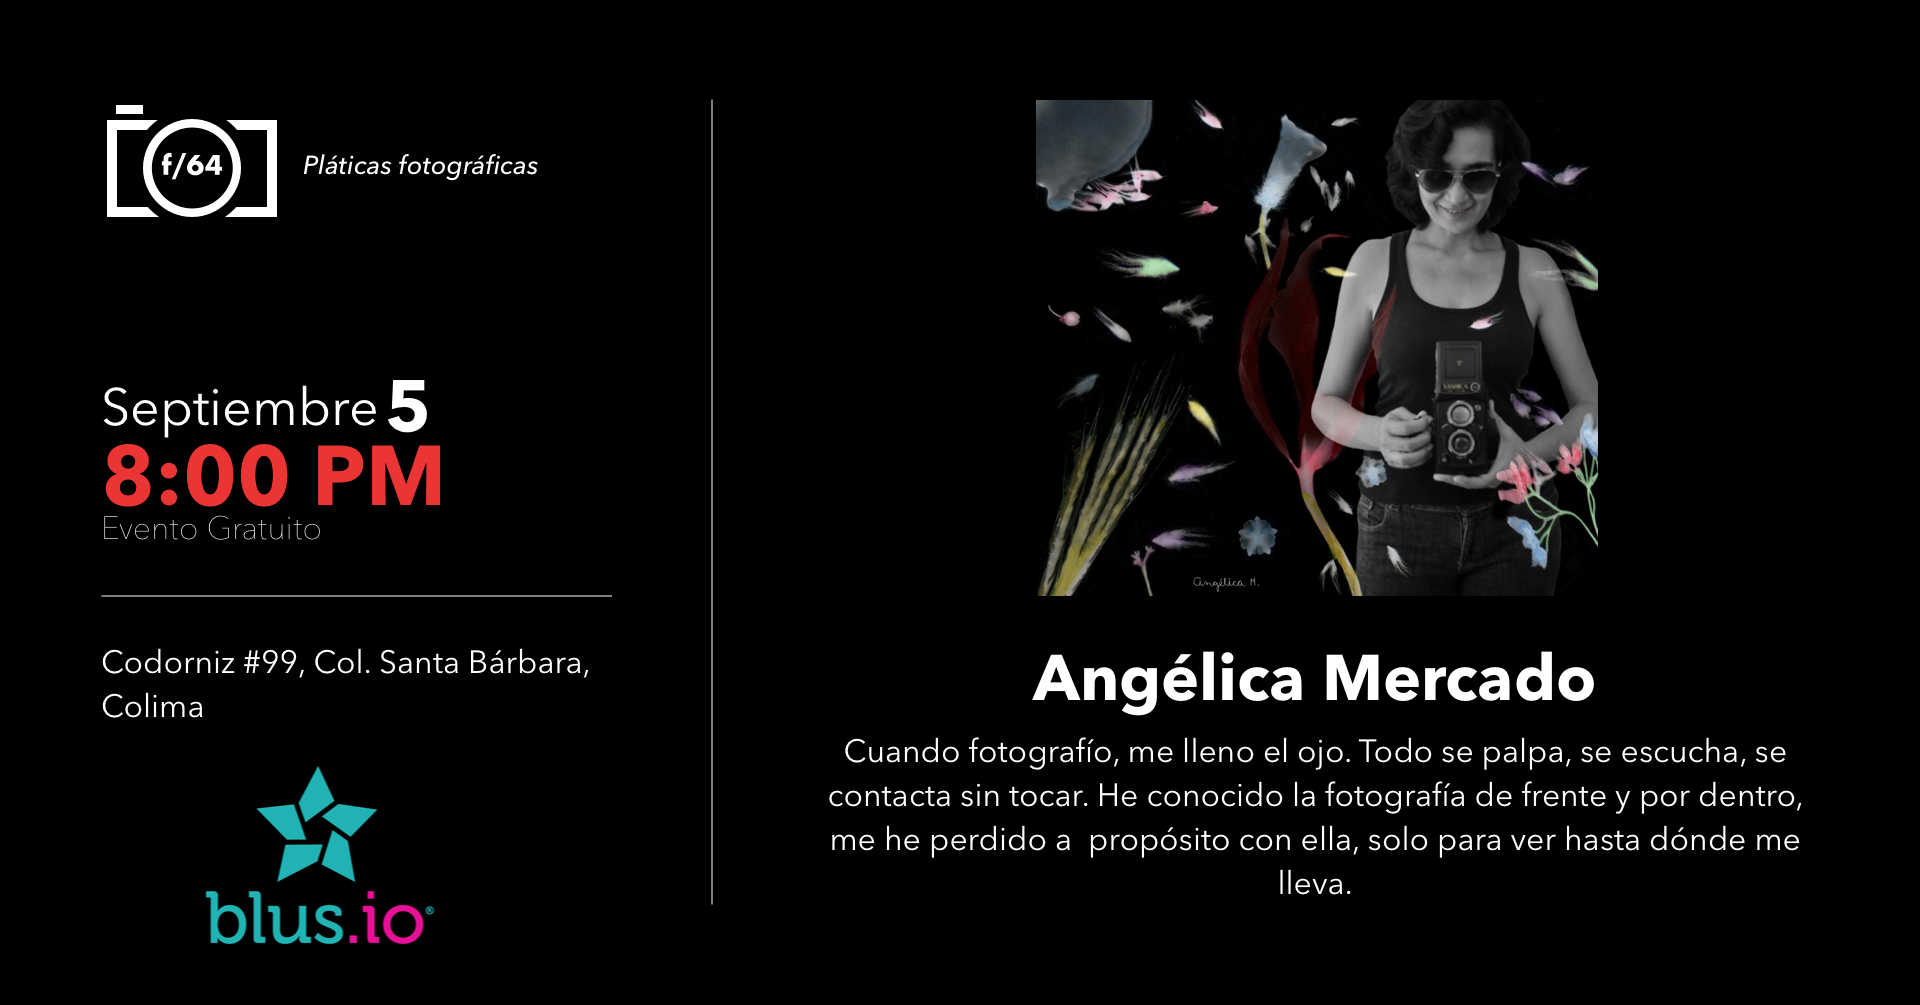 f/64
Pláticas fotográficas
Septiembre 5
8:00 PM
Evento Gratuito
Codorniz #99, Col. Santa Bárbara,
Colima
blus.io®
YASHICA
Angélica M.
Angélica Mercado
Cuando fotografío, me lleno el ojo. Todo se palpa, se escucha, se
contacta sin tocar. He conocido la fotografía de frente y por dentro,
me he perdido a  propósito con ella, solo para ver hasta dónde me
lleva.